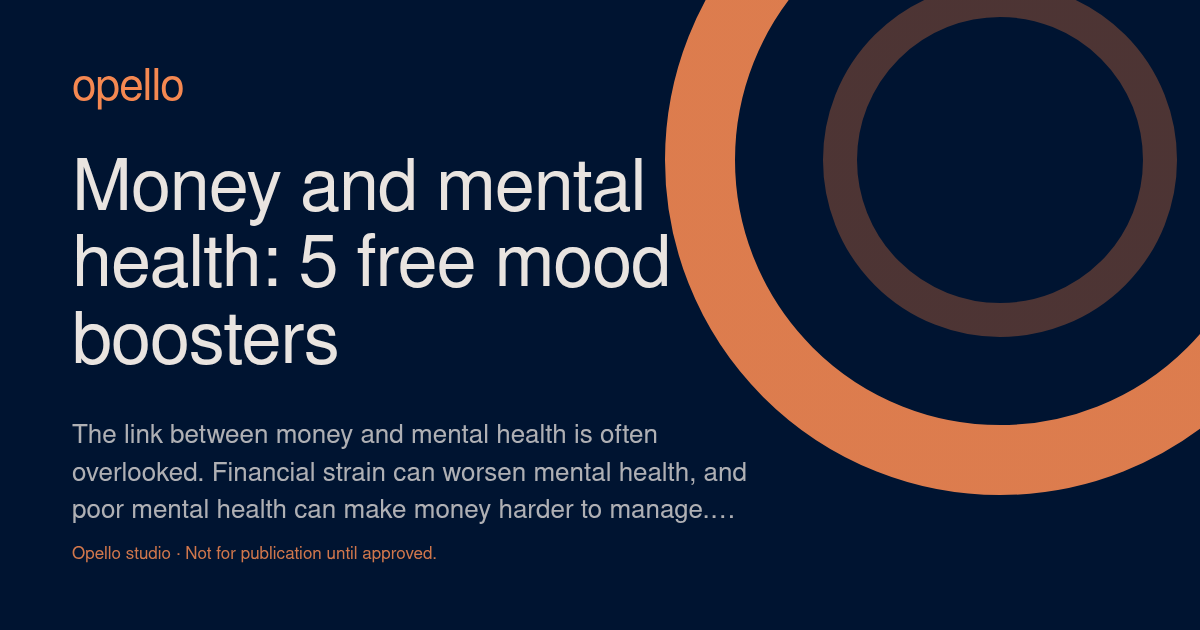 opello
Money and mental
health: 5 free mood
boosters
The link between money and mental health is often
overlooked. Financial strain can worsen mental health, and
poor mental health can make money harder to manage.…
Opello studio · Not for publication until approved.